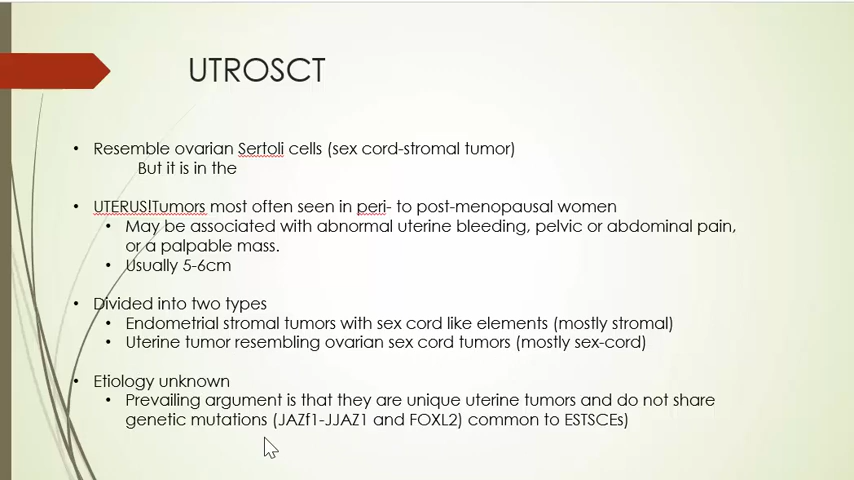 UTROSCT
• Resemble ovarian Sertoli cells (sex cord-stromal tumor)
But it is in the
• UTERUS!Tumors most often seen in peri- to post-menopausal women
• May be associated with abnormal uterine bleeding, pelvic or abdominal pain,
or a palpable mass.
• Usually 5-6cm
• Divided into two types
• Endometrial stromal tumors with sex cord like elements (mostly stromal)
• Uterine tumor resembling ovarian sex cord tumors (mostly sex-cord)
• Etiology unknown
• Prevailing argument is that they are unique uterine tumors and do not share
genetic mutations (JAZf1-JJAZ1 and FOXL2) common to ESTSCEs)